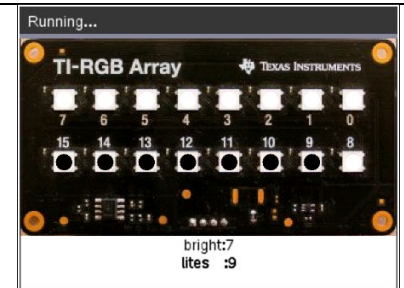 Running...
TI-RGB Array TEXAS INSTRUMENTS
7 6 5 4 3 2 1 0
15 14 13 12 11 10 9 8
bright:7
lites :9